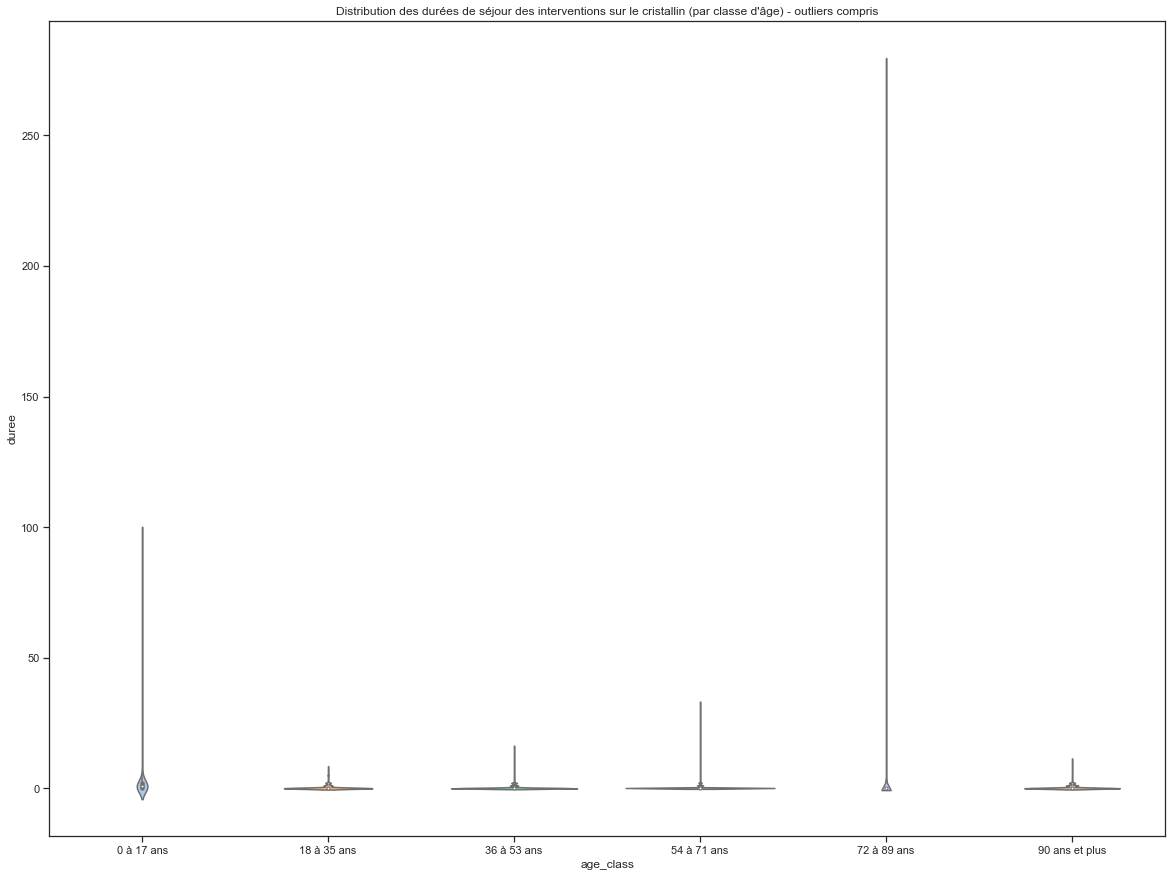 Distribution des durées de séjour des interventions sur le cristallin (par classe d'âge) - outliers compris
250
200
150
100
50
0
duree
0 à 17 ans
18 à 35 ans
36 à 53 ans
54 à 71 ans
72 à 89 ans
90 ans et plus
age_class